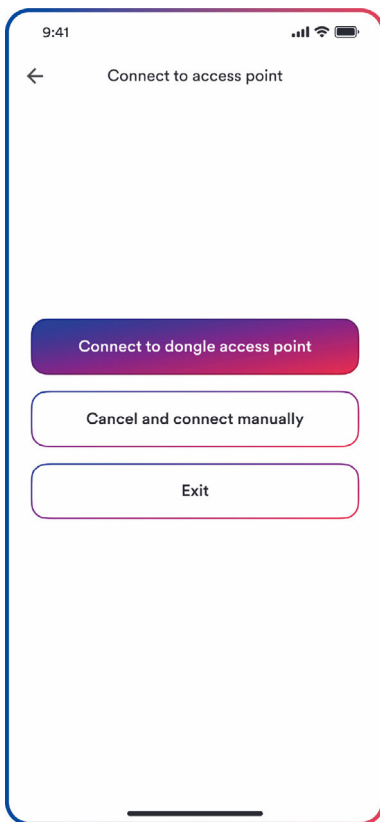 9:41
Connect to access point
Connect to dongle access point
Cancel and connect manually
Exit